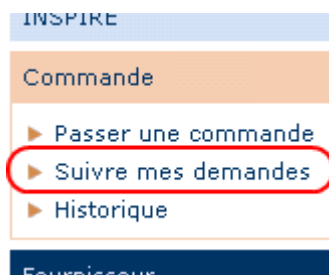 INSPIRE
Commande
Passer une commande
Suivre mes demandes
Historique
Fournisseur